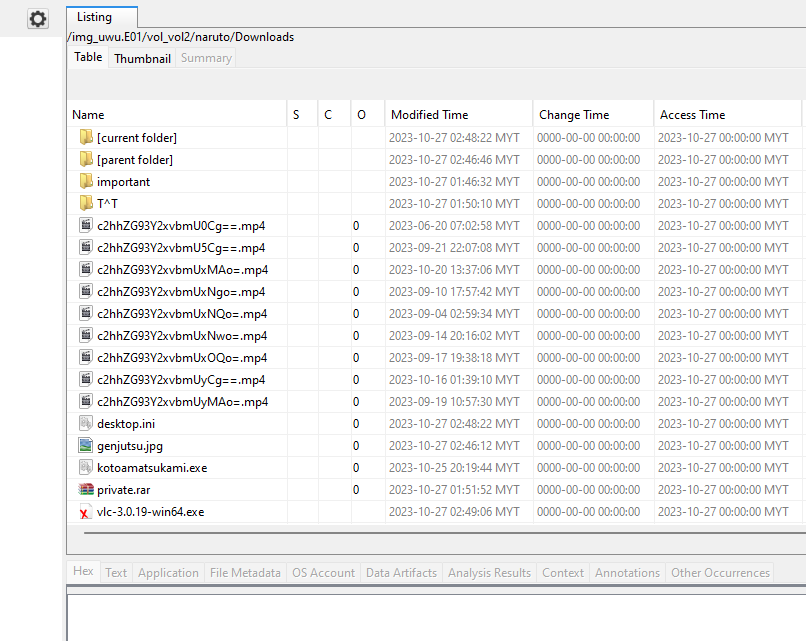 Listing
/img_uwu.E01/vol_vol2/naruto/Downloads
Table Thumbnail Summary
Name S C O Modified Time Change Time Access Time
[current folder] 2023-10-27 02:48:22 MYT 0000-00-00 00:00:00 2023-10-27 00:00:00 MYT
[parent folder] 2023-10-27 02:46:46 MYT 0000-00-00 00:00:00 2023-10-27 00:00:00 MYT
important 2023-10-27 01:46:32 MYT 0000-00-00 00:00:00 2023-10-27 00:00:00 MYT
T^T 2023-10-27 01:50:10 MYT 0000-00-00 00:00:00 2023-10-27 00:00:00 MYT
c2hhZG93Y2xvbmU0Cg==.mp4 0 2023-06-20 07:02:58 MYT 0000-00-00 00:00:00 2023-10-27 00:00:00 MYT
c2hhZG93Y2xvbmU5Cg==.mp4 0 2023-09-21 22:07:08 MYT 0000-00-00 00:00:00 2023-10-27 00:00:00 MYT
c2hhZG93Y2xvbmUxMAo=.mp4 0 2023-10-20 13:37:06 MYT 0000-00-00 00:00:00 2023-10-27 00:00:00 MYT
c2hhZG93Y2xvbmUxNgo=.mp4 0 2023-09-10 17:57:42 MYT 0000-00-00 00:00:00 2023-10-27 00:00:00 MYT
c2hhZG93Y2xvbmUxNQo=.mp4 0 2023-09-04 02:59:34 MYT 0000-00-00 00:00:00 2023-10-27 00:00:00 MYT
c2hhZG93Y2xvbmUxNwo=.mp4 0 2023-09-14 20:16:02 MYT 0000-00-00 00:00:00 2023-10-27 00:00:00 MYT
c2hhZG93Y2xvbmUxOQo=.mp4 0 2023-09-17 19:38:18 MYT 0000-00-00 00:00:00 2023-10-27 00:00:00 MYT
c2hhZG93Y2xvbmUyCg==.mp4 0 2023-10-16 01:39:10 MYT 0000-00-00 00:00:00 2023-10-27 00:00:00 MYT
c2hhZG93Y2xvbmUyMAo=.mp4 0 2023-09-19 10:57:30 MYT 0000-00-00 00:00:00 2023-10-27 00:00:00 MYT
desktop.ini 0 2023-10-27 02:48:22 MYT 0000-00-00 00:00:00 2023-10-27 00:00:00 MYT
genjutsu.jpg 0 2023-10-27 02:46:12 MYT 0000-00-00 00:00:00 2023-10-27 00:00:00 MYT
kotoamatsukami.exe 0 2023-10-25 20:19:44 MYT 0000-00-00 00:00:00 2023-10-27 00:00:00 MYT
private.rar 0 2023-10-27 01:51:52 MYT 0000-00-00 00:00:00 2023-10-27 00:00:00 MYT
vlc-3.0.19-win64.exe 2023-10-27 02:49:06 MYT 0000-00-00 00:00:00 2023-10-27 00:00:00 MYT
Hex Text Application File Metadata OS Account Data Artifacts Analysis Results Context Annotations Other Occurrences